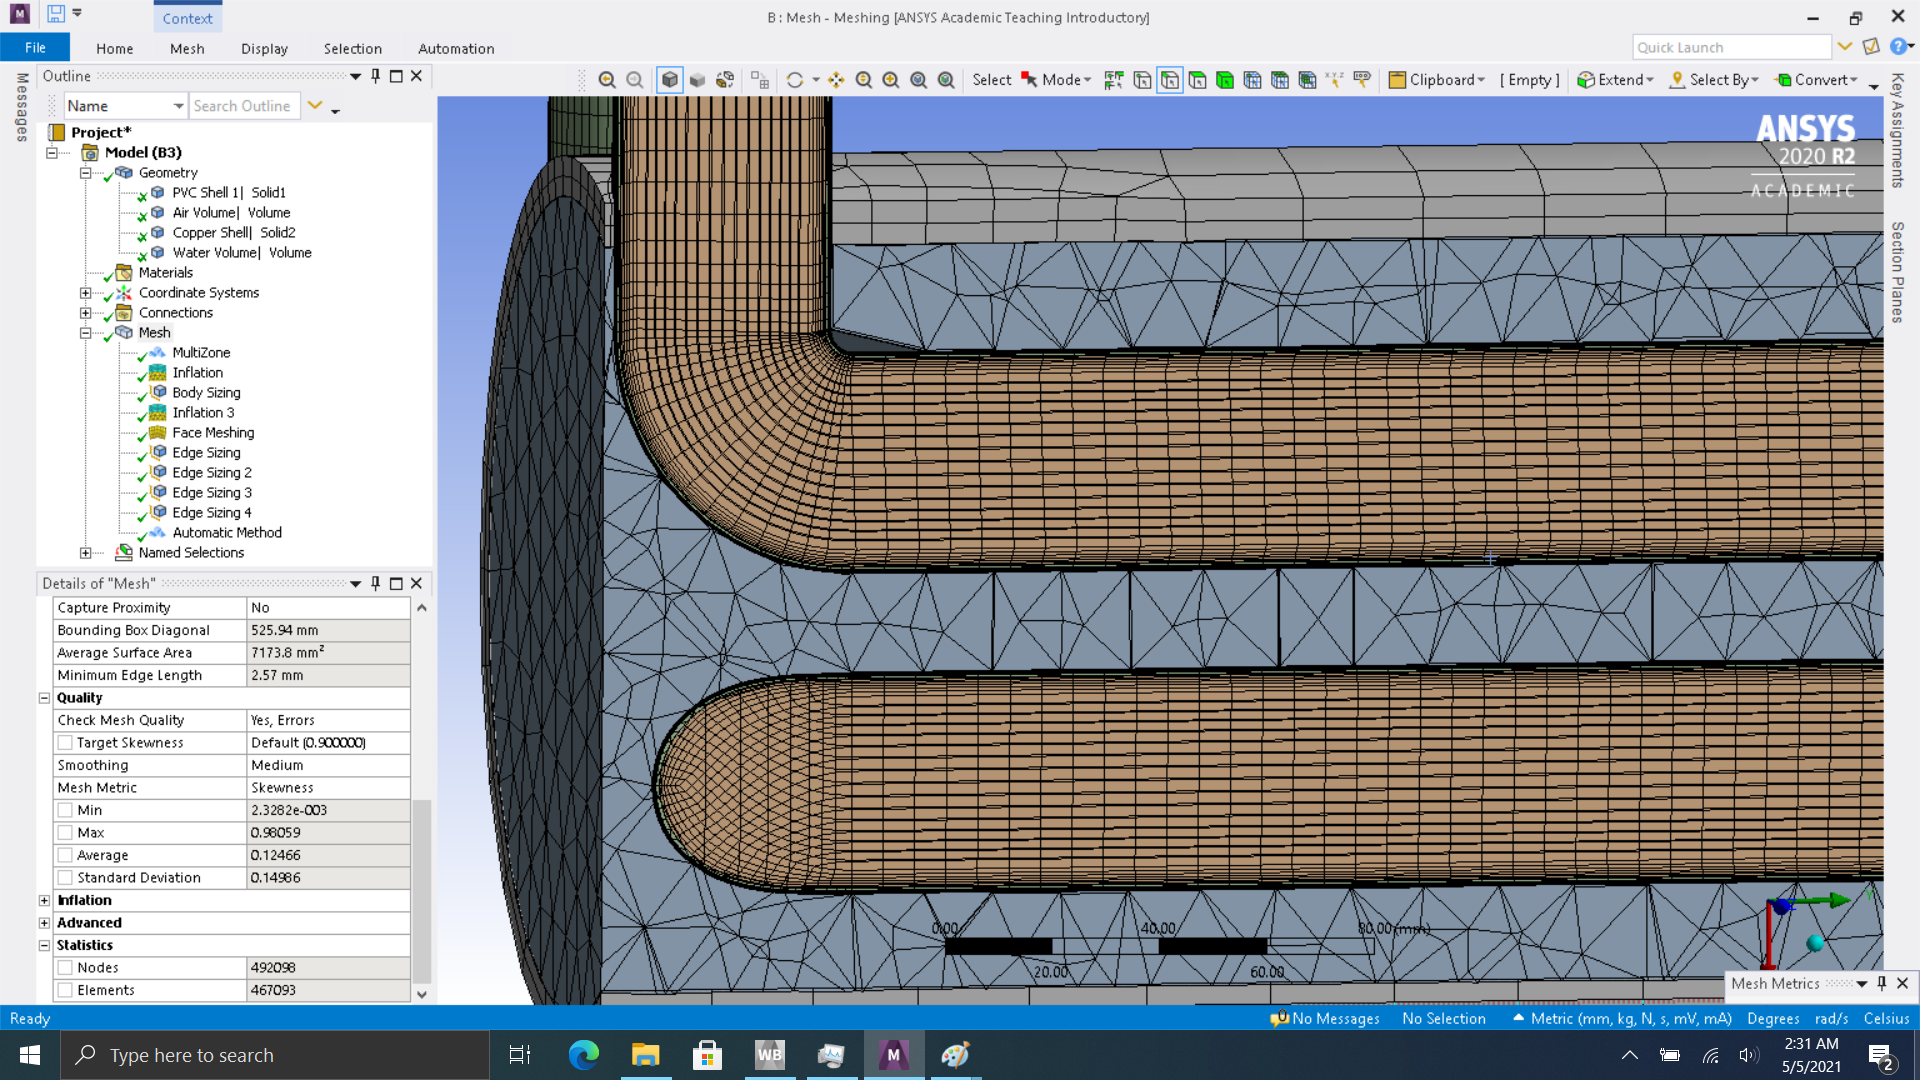 Context
B : Mesh - Meshing [ANSYS Academic Teaching Introductory]
File
Home
Mesh
Display
Selection
Automation
Quick Launch
Messages
Outline
Select
Mode
Clipboard
[ Empty ]
Extend
Select By
Convert
Key Assignments
Section Planes
Name
Search Outline
Project*
Model (B3)
Geometry
PVC Shell 1| Solid1
Air Volume| Volume
Copper Shell| Solid2
Water Volume| Volume
Materials
Coordinate Systems
Connections
Mesh
MultiZone
Inflation
Body Sizing
Inflation 3
Face Meshing
Edge Sizing
Edge Sizing 2
Edge Sizing 3
Edge Sizing 4
Automatic Method
Named Selections
ANSYS
2020 R2
ACADEMIC
Details of "Mesh"
Capture Proximity No
Bounding Box Diagonal 525.94 mm
Average Surface Area 7173.8 mm²
Minimum Edge Length 2.57 mm
Quality
Check Mesh Quality Yes, Errors
Target Skewness Default (0.900000)
Smoothing Medium
Mesh Metric Skewness
Min 2.3282e-003
Max 0.98059
Average 0.12466
Standard Deviation 0.14986
Inflation
Advanced
Statistics
Nodes 492098
Elements 467093
0.00 40.00 80.00 (mm)
20.00 60.00
Y
Mesh Metrics
Ready
0 No Messages
No Selection
Metric (mm, kg, N, s, mV, mA)
Degrees
rad/s
Celsius
Type here to search
WB
M
2:31 AM
5/5/2021
2